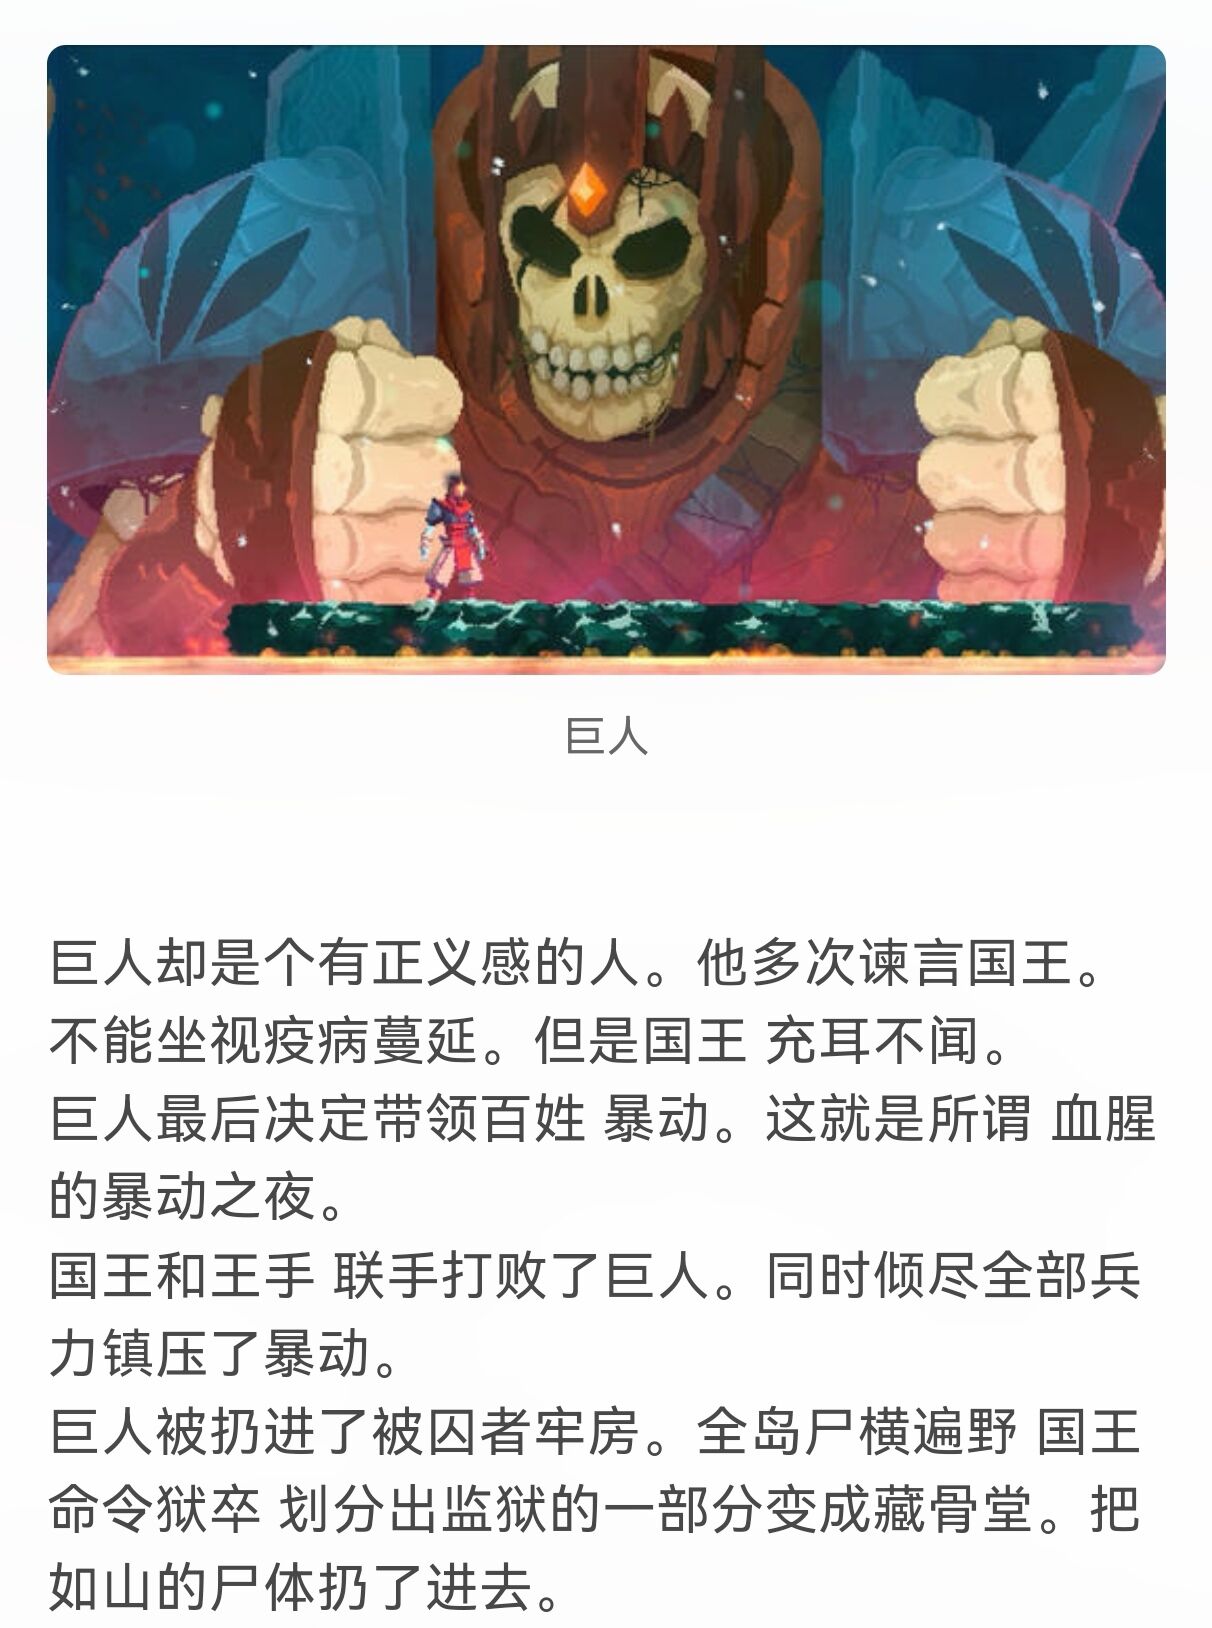 巨人
巨人却是个有正义感的人。他多次谏言国王。
不能坐视疫病蔓延。但是国王 充耳不闻。
巨人最后决定带领百姓 暴动。这就是所谓 血腥
的暴动之夜。
国王和王手 联手打败了巨人。同时倾尽全部兵
力镇压了暴动。
巨人被扔进了被囚者牢房。全岛尸横遍野 国王
命令狱卒 划分出监狱的一部分变成藏骨堂。把
如山的尸体扔了进去。